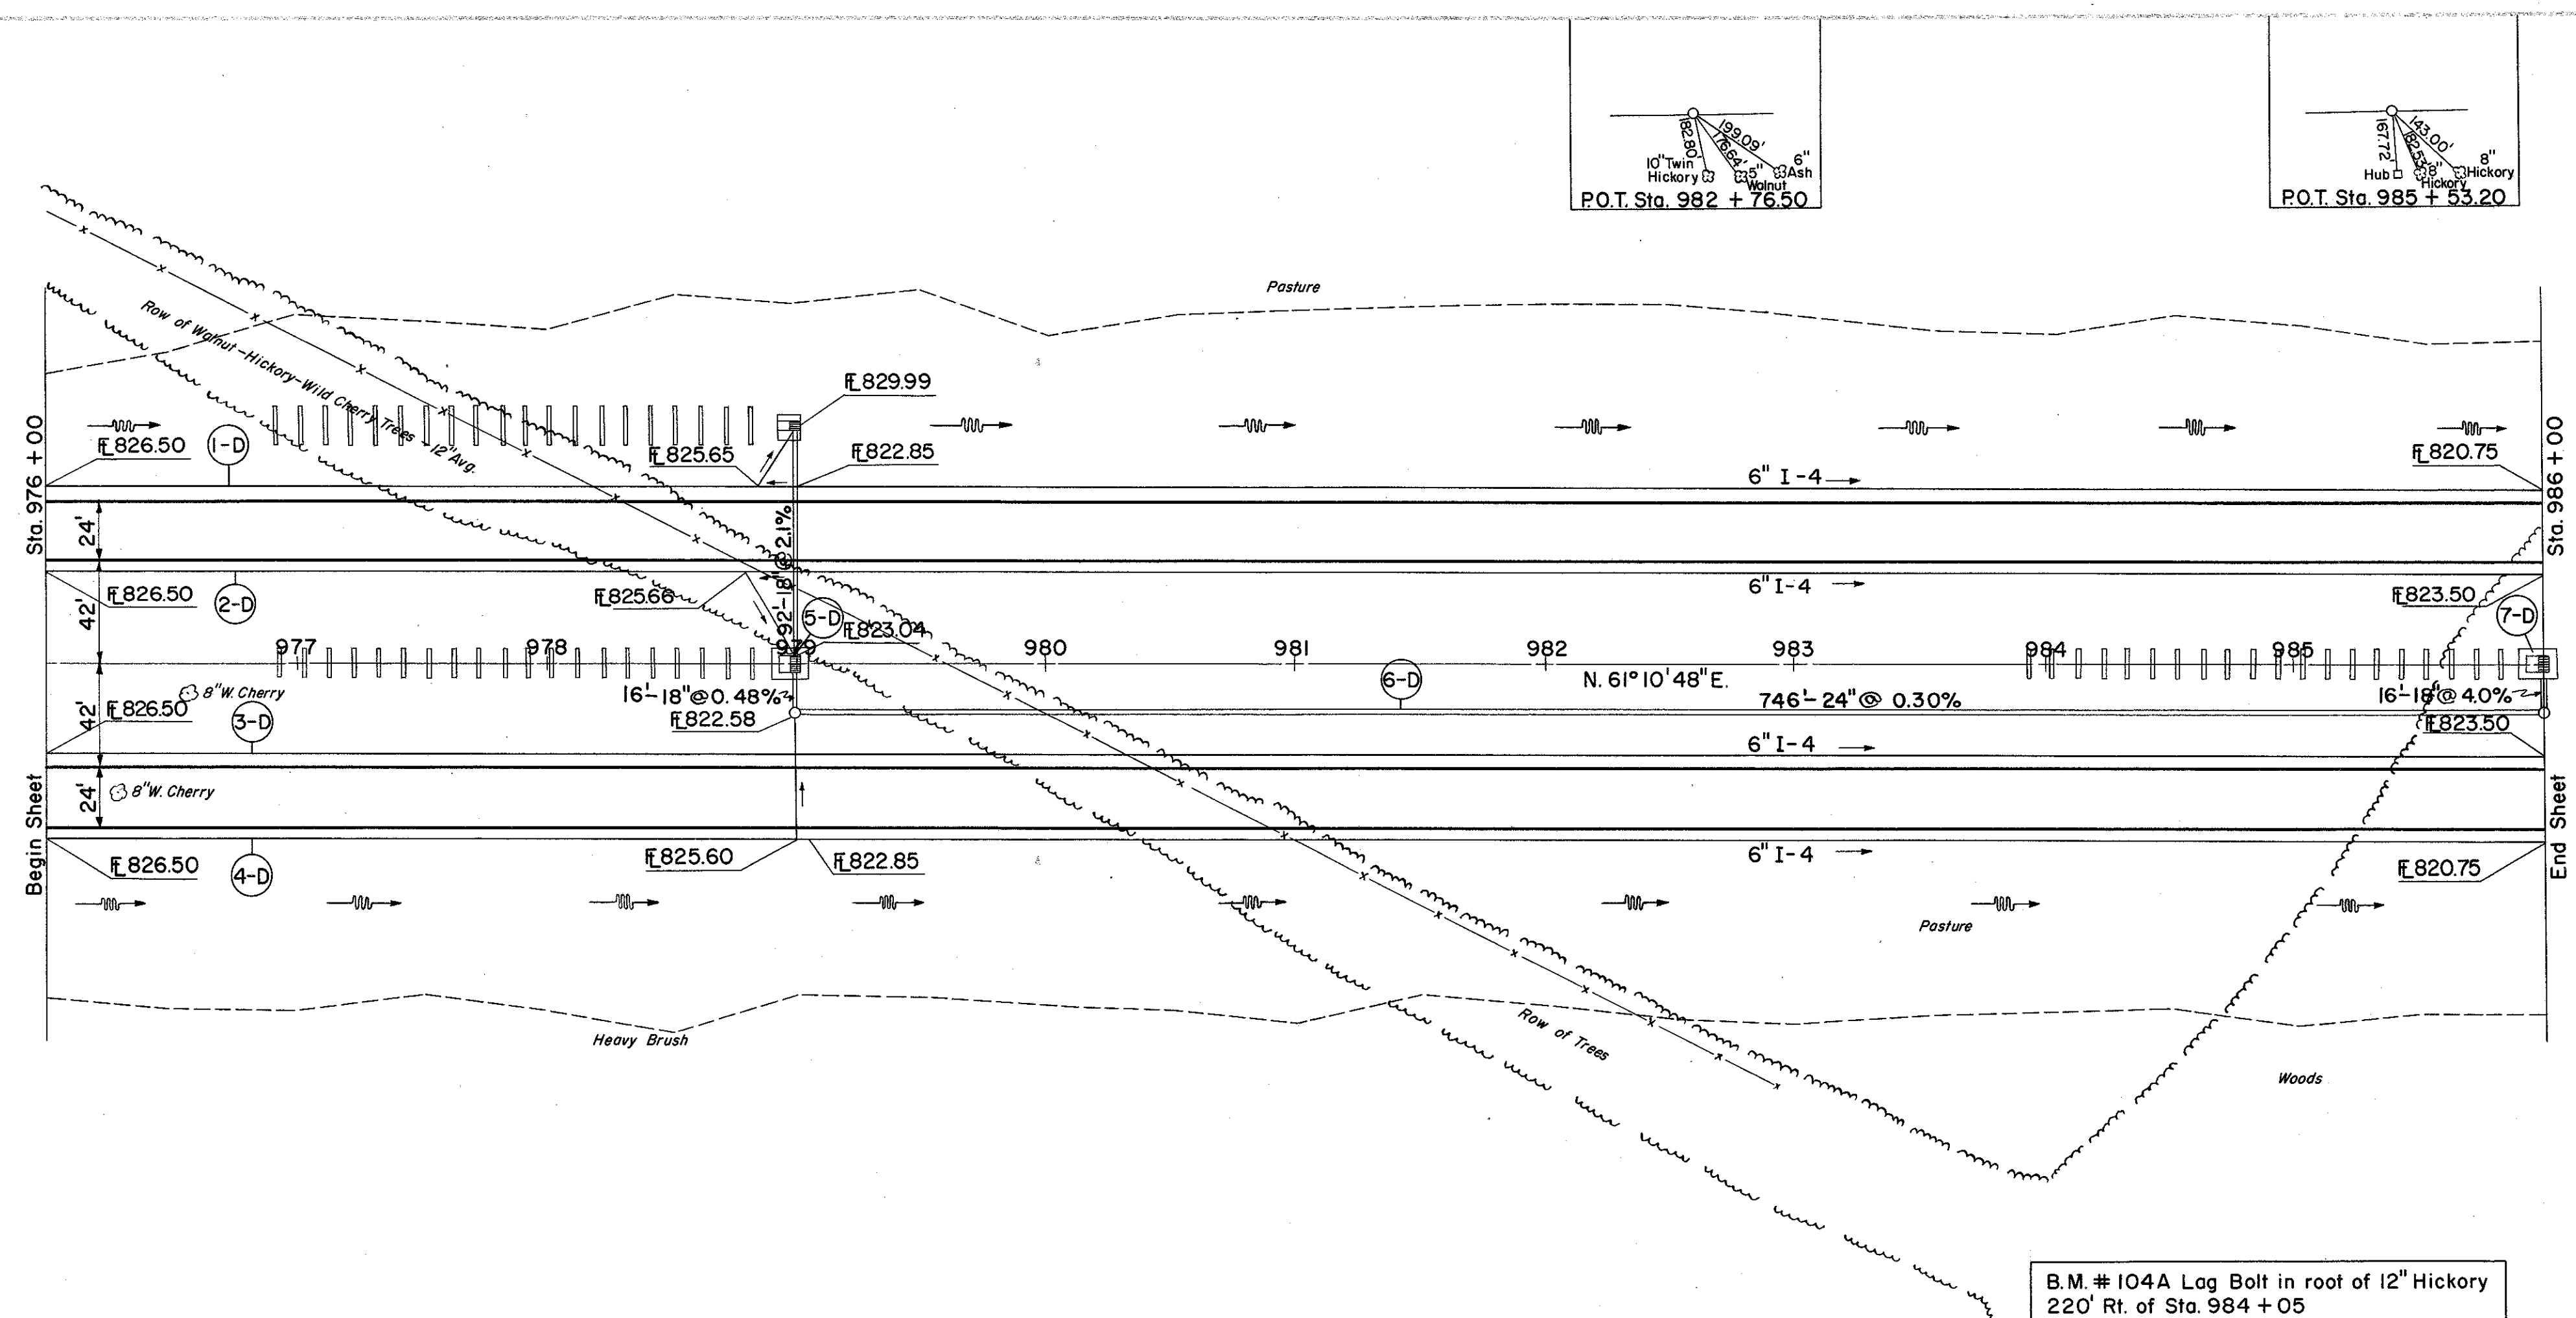 199.09'
182.80'
176.64'
10" Twin
Hickory
5"
Walnut
6"
Ash
P.O.T. Sta. 982 + 76.50
143.00'
167.72'
182.53'
Hub
8"
Hickory
8"
Hickory
P.O.T. Sta. 985 + 53.20
Pasture
Row of Walnut-Hickory-Wild Cherry Trees - 12" Avg.
Sta. 976 + 00
Begin Sheet
Sta. 986 + 00
End Sheet
FL 829.99
FL 826.50
1-D
FL 825.65
FL 822.85
FL 820.75
6" I-4
24'
292'-18" @ 2.1%
FL 826.50
2-D
FL 825.66
6" I-4
FL 823.50
42'
5-D
FL 823.04
7-D
977
978
979
980
981
982
983
984
985
N. 61° 10' 48" E.
8" W. Cherry
16'-18" @ 0.48%
6-D
746'-24" @ 0.30%
16'-18" @ 4.0%
FL 826.50
3-D
42'
FL 822.58
FL 823.50
6" I-4
24'
8" W. Cherry
FL 826.50
4-D
FL 825.60
FL 822.85
6" I-4
FL 820.75
Pasture
Heavy Brush
Row of Trees
Woods
B.M. # 104A Lag Bolt in root of 12" Hickory
220' Rt. of Sta. 984 + 05